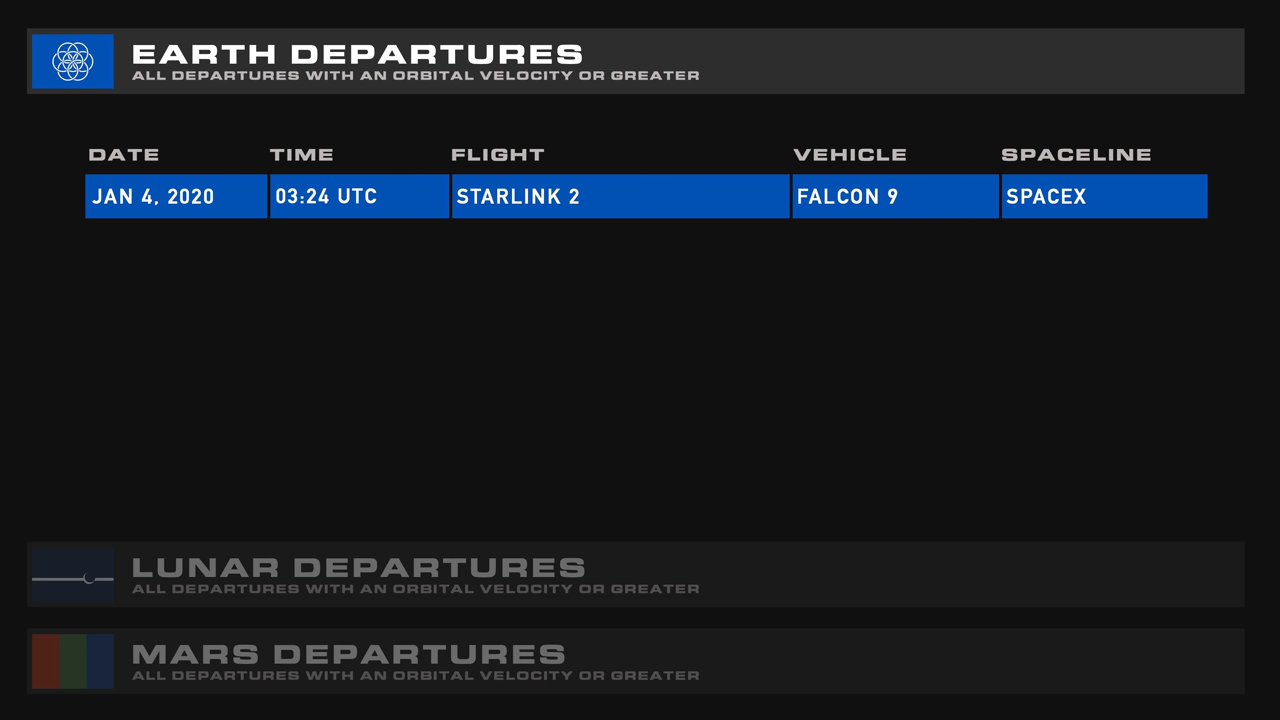 EARTH DEPARTURES
ALL DEPARTURES WITH AN ORBITAL VELOCITY OR GREATER
DATE TIME FLIGHT VEHICLE SPACELINE
JAN 4, 2020 03:24 UTC STARLINK 2 FALCON 9 SPACEX
LUNAR DEPARTURES
ALL DEPARTURES WITH AN ORBITAL VELOCITY OR GREATER
MARS DEPARTURES
ALL DEPARTURES WITH AN ORBITAL VELOCITY OR GREATER